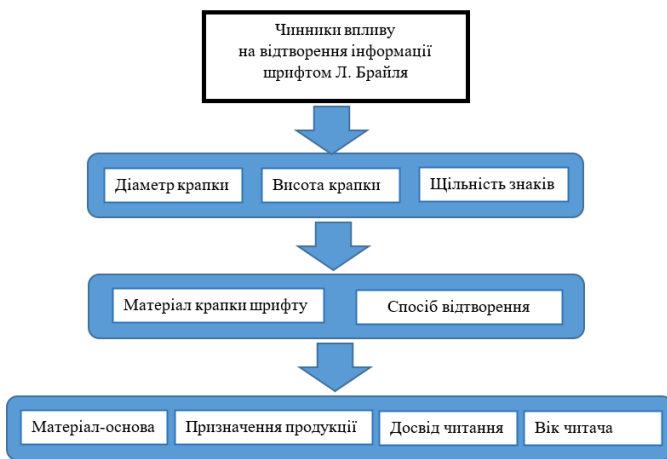 Чинники впливу
на відтворення інформації
шрифтом Л. Брайля
Діаметр крапки
Висота крапки
Щільність знаків
Матеріал крапки шрифту
Спосіб відтворення
Матеріал-основа
Призначення продукції
Досвід читання
Вік читача